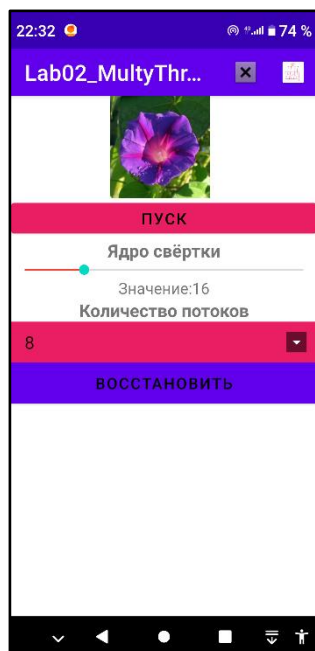 22:32 74 %
Lab02_MultyThr...
ПУСК
Ядро свёртки
Значение:16
Количество потоков
8
ВОССТАНОВИТЬ